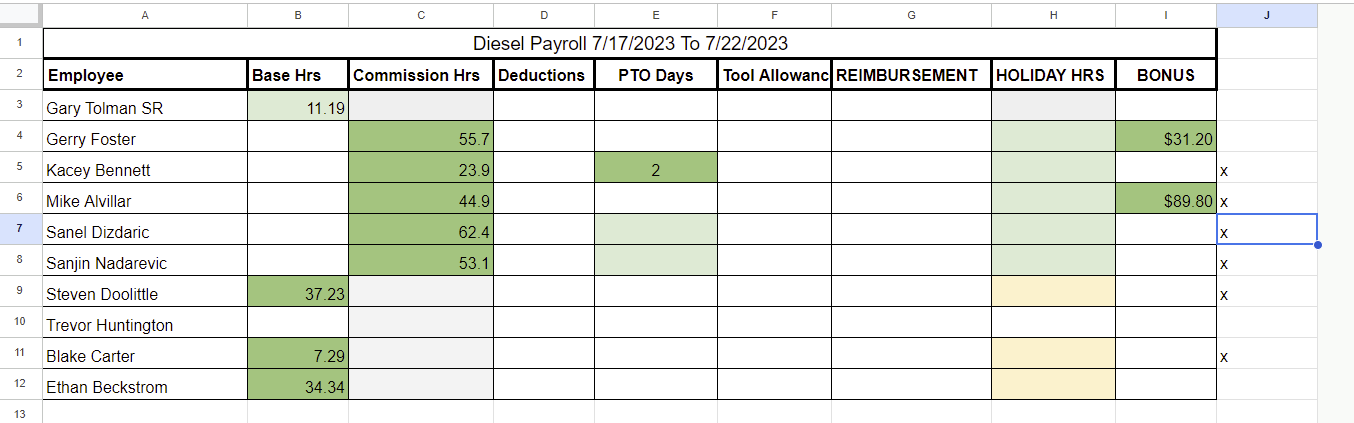 A B C D E F G H I J
1 Diesel Payroll 7/17/2023 To 7/22/2023
2 Employee Base Hrs Commission Hrs Deductions PTO Days Tool Allowanc REIMBURSEMENT HOLIDAY HRS BONUS
3 Gary Tolman SR 11.19
4 Gerry Foster 55.7 $31.20
5 Kacey Bennett 23.9 2 x
6 Mike Alvillar 44.9 $89.80 x
7 Sanel Dizdaric 62.4 x
8 Sanjin Nadarevic 53.1 x
9 Steven Doolittle 37.23 x
10 Trevor Huntington
11 Blake Carter 7.29 x
12 Ethan Beckstrom 34.34
13